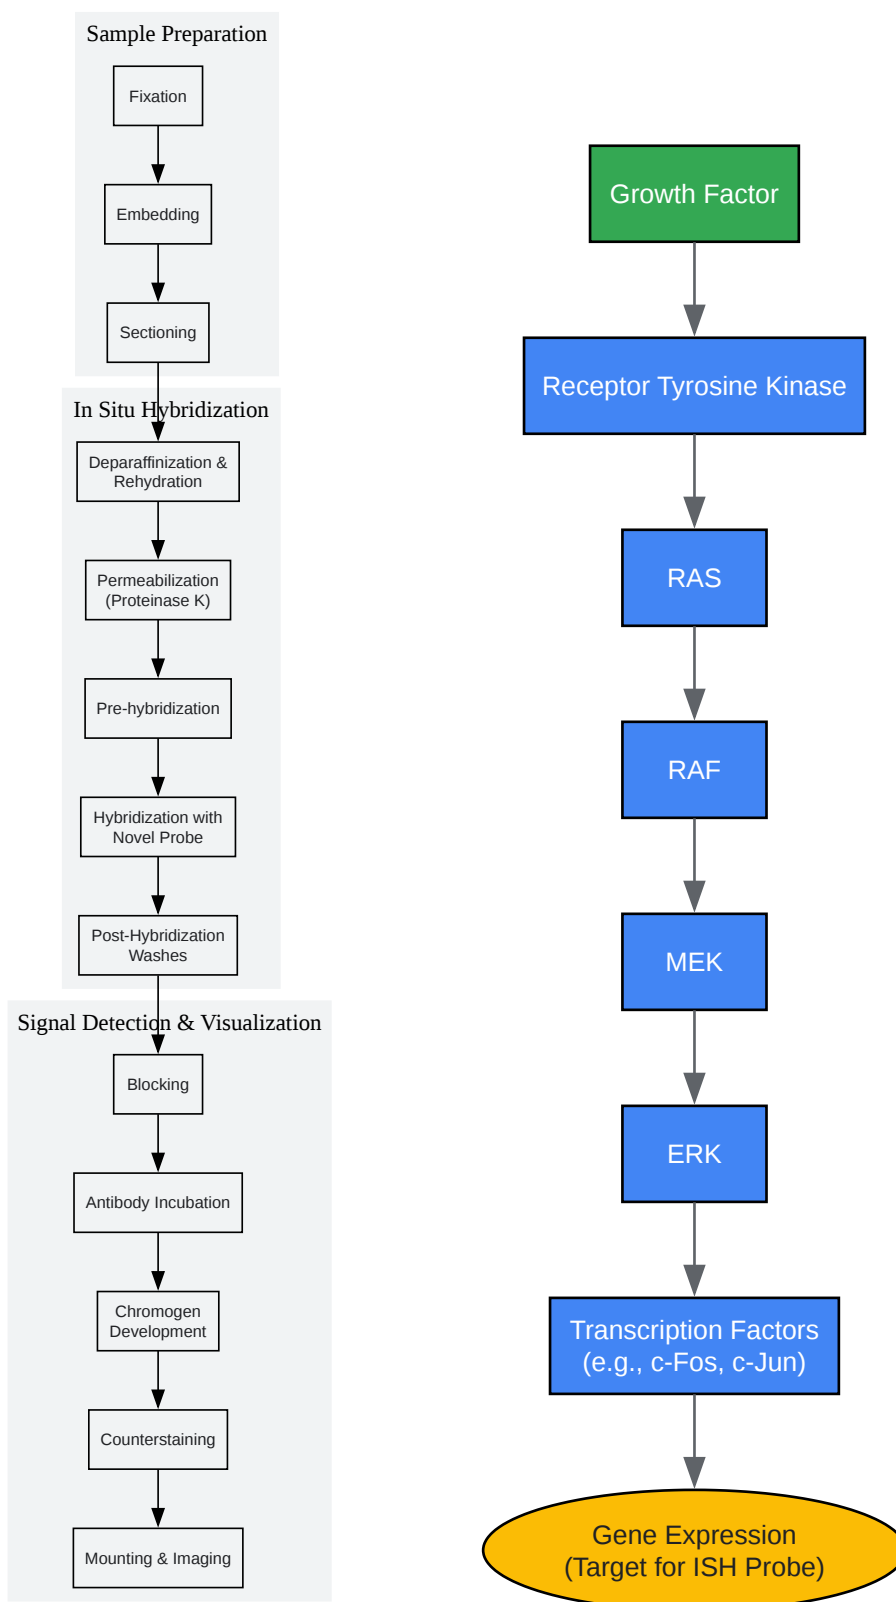 Sample Preparation
Fixation
Embedding
Sectioning
In Situ Hybridization
Deparaffinization &
Rehydration
Permeabilization
(Proteinase K)
Pre-hybridization
Hybridization with
Novel Probe
Post-Hybridization
Washes
Signal Detection & Visualization
Blocking
Antibody Incubation
Chromogen
Development
Counterstaining
Mounting & Imaging
Growth Factor
Receptor Tyrosine Kinase
RAS
RAF
MEK
ERK
Transcription Factors
(e.g., c-Fos, c-Jun)
Gene Expression
(Target for ISH Probe)